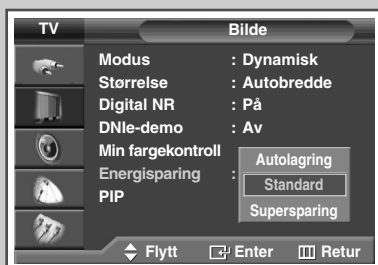 TV Bilde
Modus : Dynamisk
Størrelse : Autobredde
Digital NR : På
DNIe-demo : Av
Min fargekontroll
Energisparing :
PIP
Autolagring
Standard
Supersparing
Flytt Enter Retur